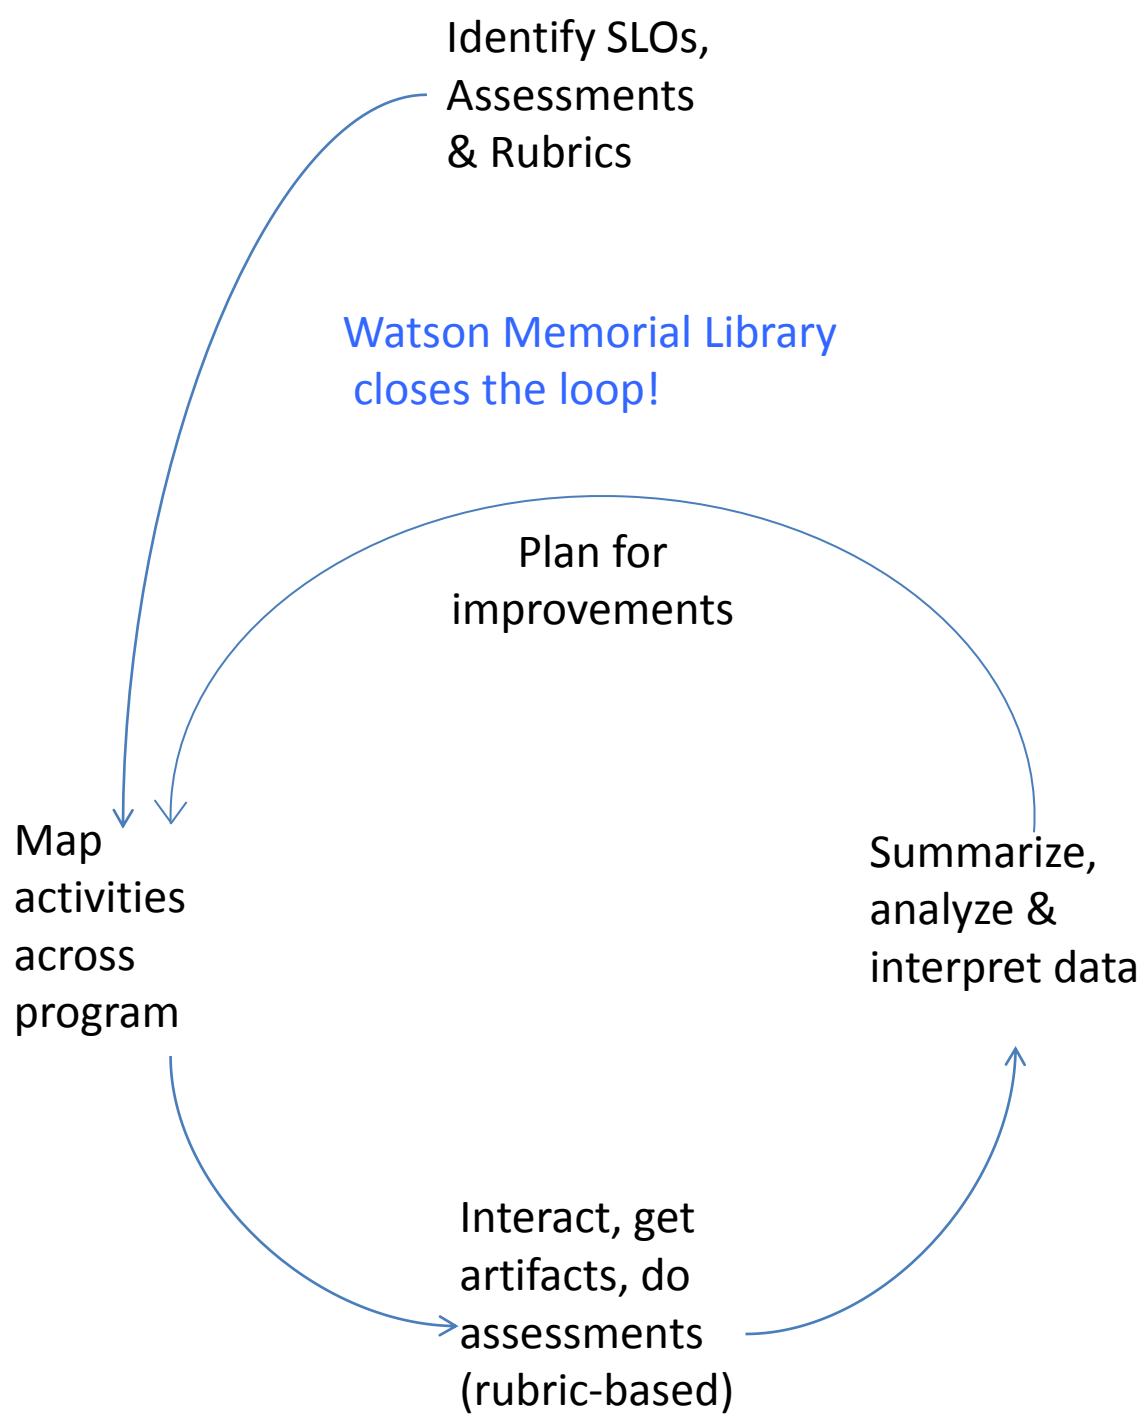 Identify SLOs,
Assessments
& Rubrics
Watson Memorial Library
closes the loop!
Plan for
improvements
Map
activities
across
program
Summarize,
analyze &
interpret data
Interact, get
artifacts, do
assessments
(rubric-based)